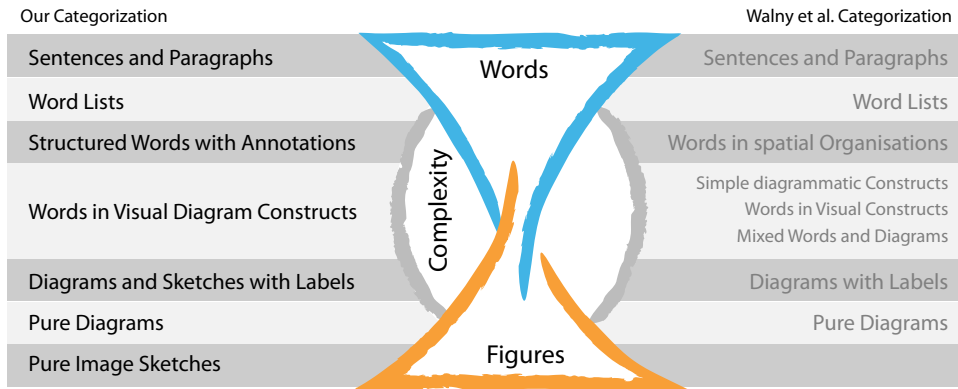 Our Categorization
Walny et al. Categorization
Sentences and Paragraphs
Words
Sentences and Paragraphs
Word Lists
Word Lists
Structured Words with Annotations
Words in spatial Organisations
Complexity
Words in Visual Diagram Constructs
Simple diagrammatic Constructs
Words in Visual Constructs
Mixed Words and Diagrams
Diagrams and Sketches with Labels
Diagrams with Labels
Pure Diagrams
Pure Diagrams
Pure Image Sketches
Figures